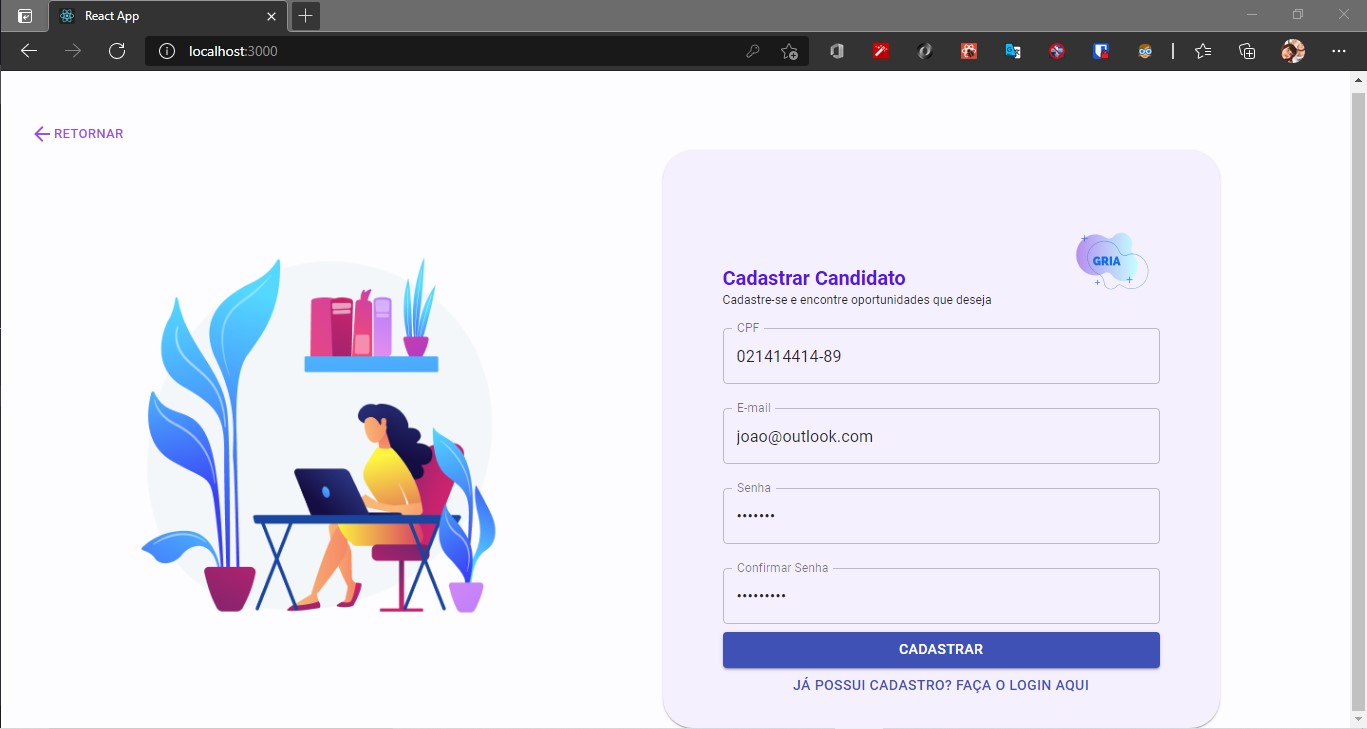 React App
localhost:3000
RETORNAR
GRIA
Cadastrar Candidato
Cadastre-se e encontre oportunidades que deseja
CPF
021414414-89
E-mail
joao@outlook.com
Senha
•••••••
Confirmar Senha
•••••••••
CADASTRAR
JÁ POSSUI CADASTRO? FAÇA O LOGIN AQUI